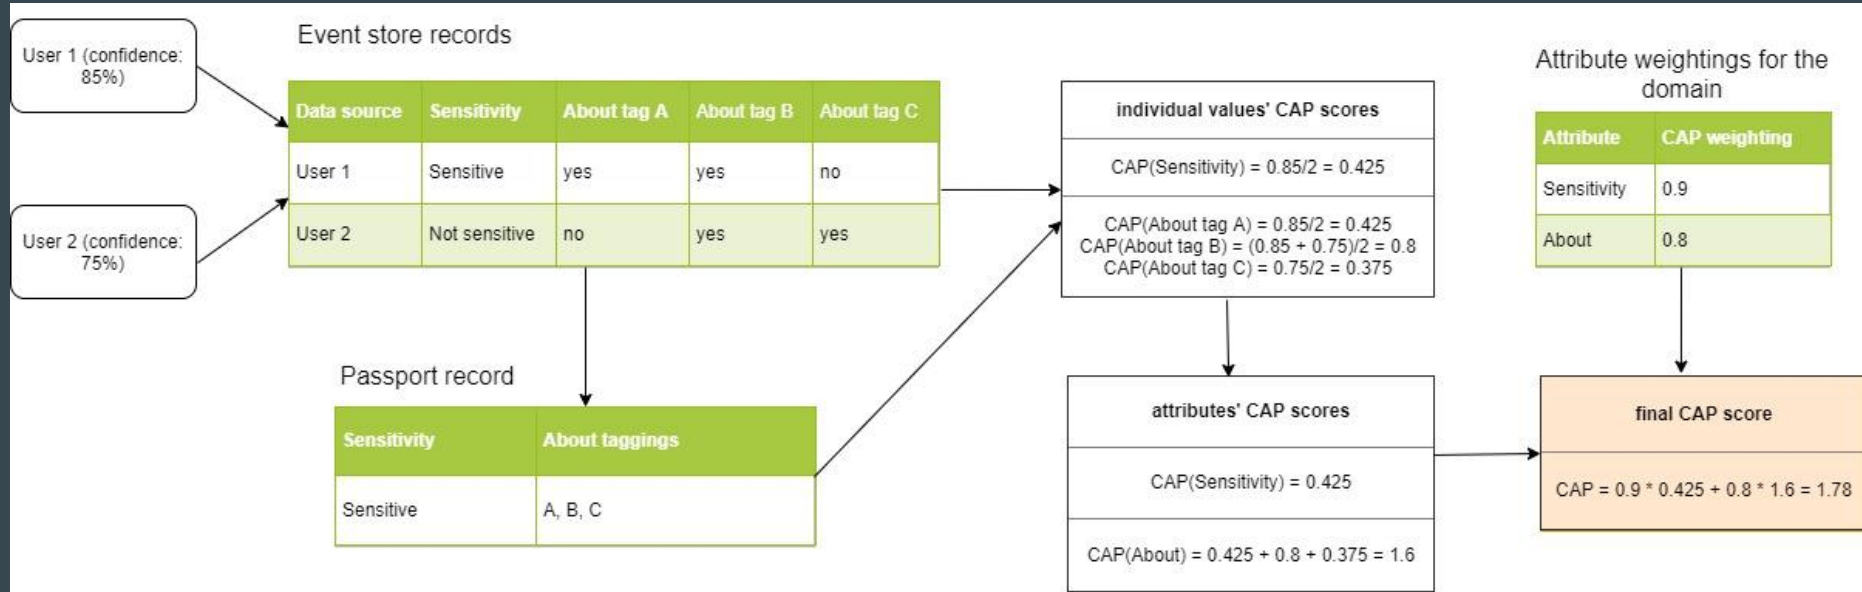 User 1 (confidence:
85%)
User 2 (confidence:
75%)
Event store records
Data source Sensitivity About tag A About tag B About tag C
User 1 Sensitive yes yes no
User 2 Not sensitive no yes yes
Passport record
Sensitivity About taggings
Sensitive A, B, C
individual values' CAP scores
CAP(Sensitivity) = 0.85/2 = 0.425
CAP(About tag A) = 0.85/2 = 0.425
CAP(About tag B) = (0.85 + 0.75)/2 = 0.8
CAP(About tag C) = 0.75/2 = 0.375
attributes' CAP scores
CAP(Sensitivity) = 0.425
CAP(About) = 0.425 + 0.8 + 0.375 = 1.6
Attribute weightings for the
domain
Attribute CAP weighting
Sensitivity 0.9
About 0.8
final CAP score
CAP = 0.9 * 0.425 + 0.8 * 1.6 = 1.78